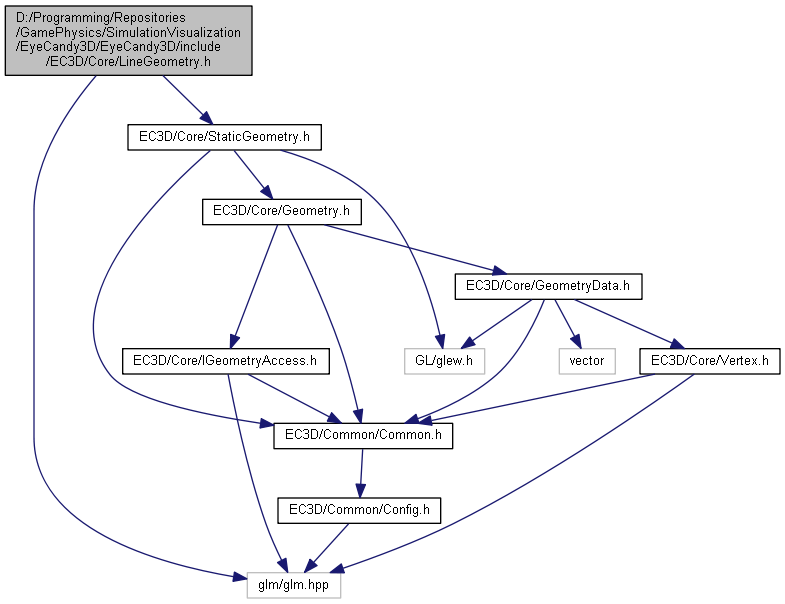 D:/Programming/Repositories
/GamePhysics/SimulationVisualization
/EyeCandy3D/EyeCandy3D/include
/EC3D/Core/LineGeometry.h
EC3D/Core/StaticGeometry.h
EC3D/Core/Geometry.h
EC3D/Core/GeometryData.h
EC3D/Core/IGeometryAccess.h
GL/glew.h
vector
EC3D/Core/Vertex.h
EC3D/Common/Common.h
EC3D/Common/Config.h
glm/glm.hpp